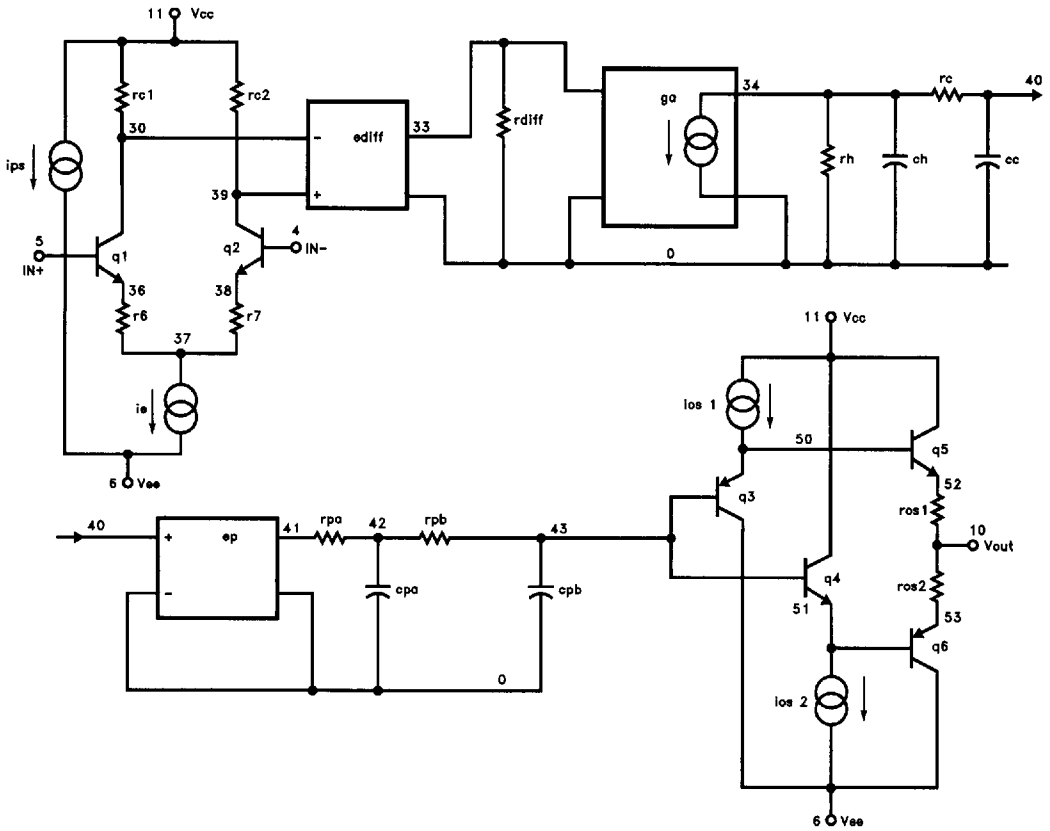 11 Vcc
rc1
rc2
30
ediff
33
rdiff
ga
34
rc
40
ips
-
+
39
rh
ch
cc
5
IN+
q1
q2
4
IN-
0
36
38
r6
r7
37
ie
6 Vee
11 Vcc
Ios 1
50
q5
52
q3
ros1
10
Vout
40
+
ep
41
rpa
42
rpb
43
-
cpa
cpb
q4
51
ros2
53
q6
0
Ios 2
6 Vee